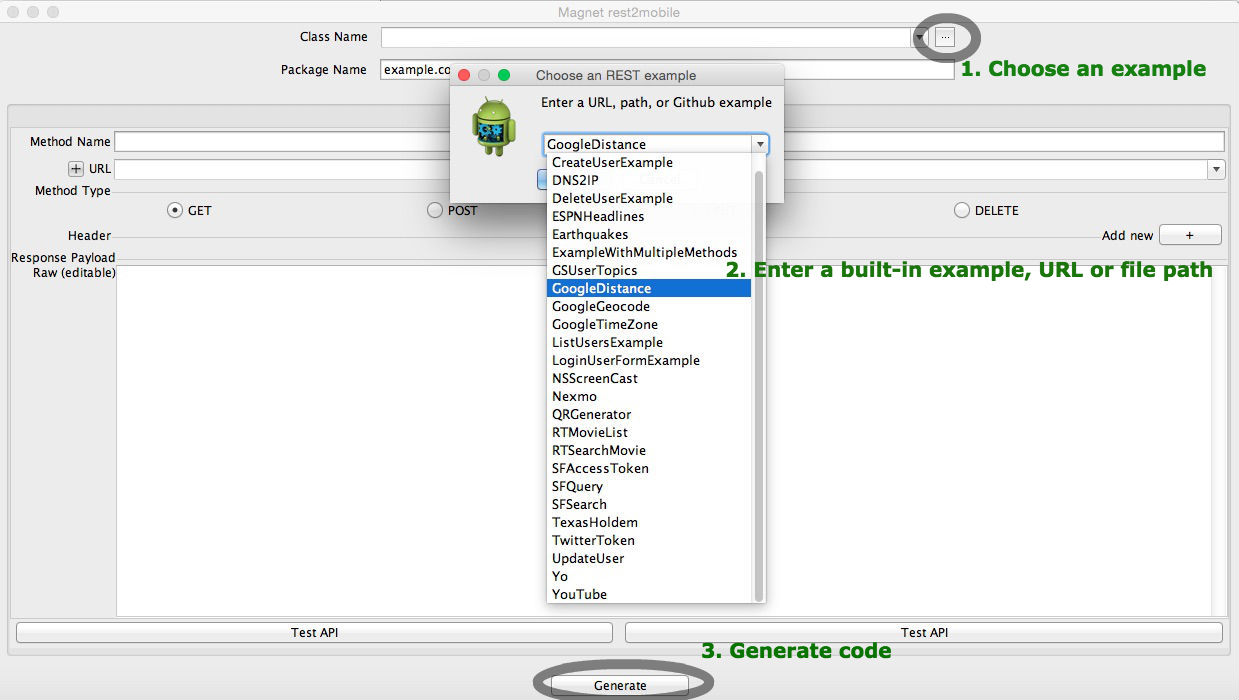 Magnet rest2mobile
Class Name
...
1. Choose an example
Package Name example.co
Choose an REST example
Enter a URL, path, or Github example
GoogleDistance
Method Name
+ URL
Method Type
GET POST DELETE
Header
Add new +
Response Payload
Raw (editable)
CreateUserExample
DNS2IP
DeleteUserExample
ESPNHeadlines
Earthquakes
ExampleWithMultipleMethods
GSUserTopics
GoogleDistance
GoogleGeocode
GoogleTimeZone
ListUsersExample
LoginUserFormExample
NSScreenCast
Nexmo
QRGenerator
RTMovieList
RTSearchMovie
SFAccessToken
SFQuery
SFSearch
TexasHoldem
TwitterToken
UpdateUser
Yo
YouTube
2. Enter a built-in example, URL or file path
Test API Test API
3. Generate code
Generate